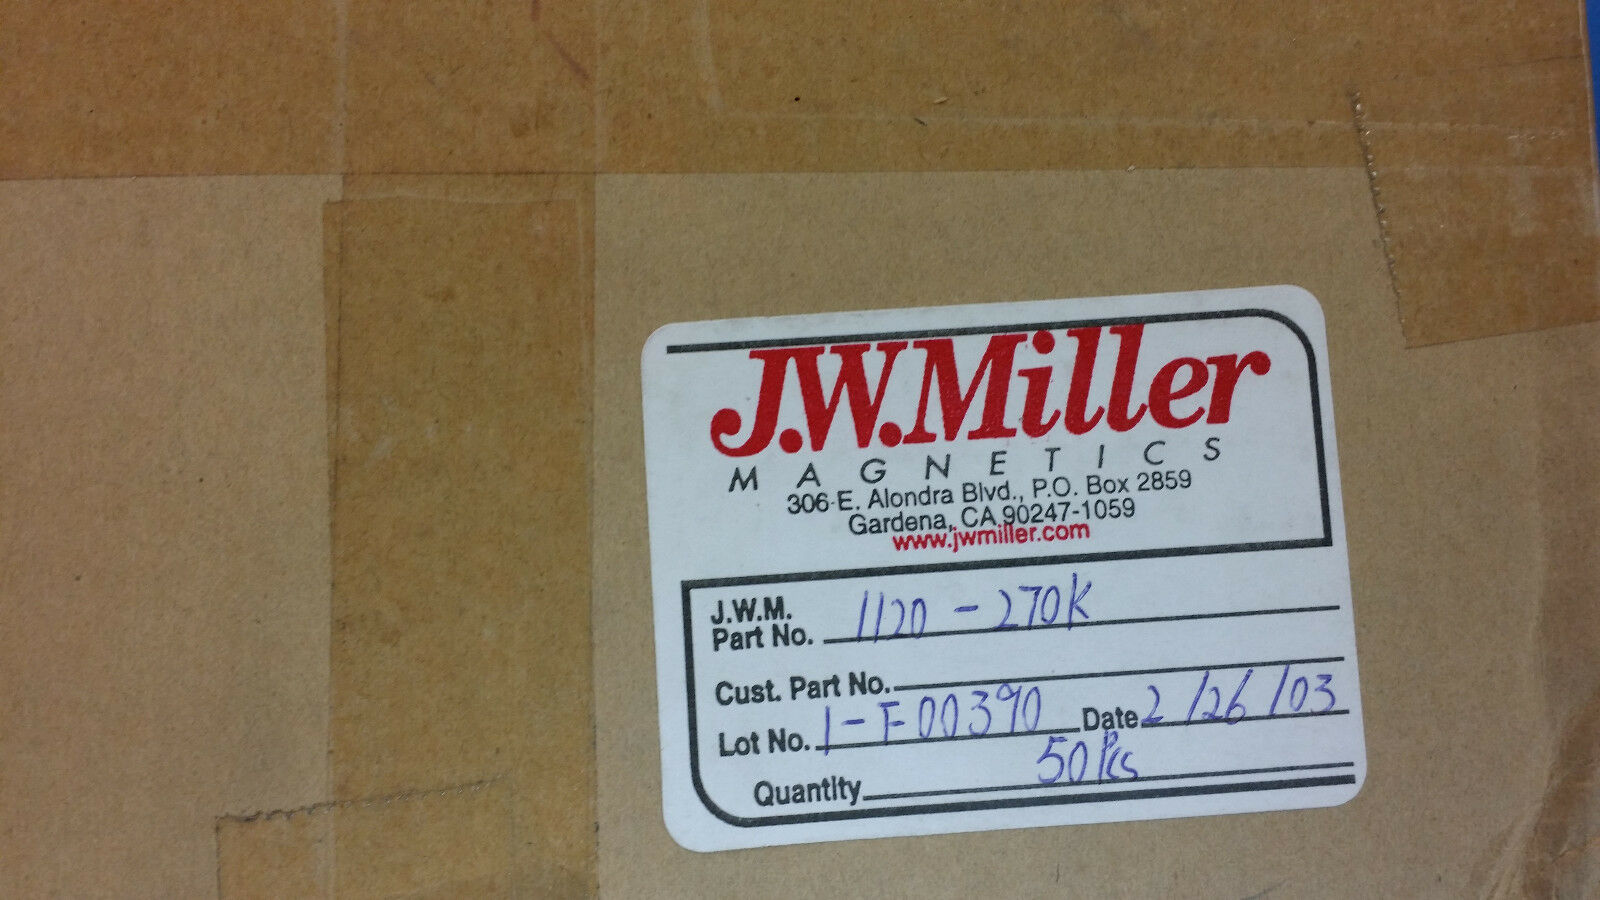 J.W.Miller
MAGNETICS
306 E. Alondra Blvd., P.O. Box 2859
Gardena, CA 90247-1059
www.jwmiller.com
J.W.M.
Part No. 1120 - 270K
Cust. Part No.
Lot No. 1-F00390 Date 2/26/03
Quantity 50 Pcs